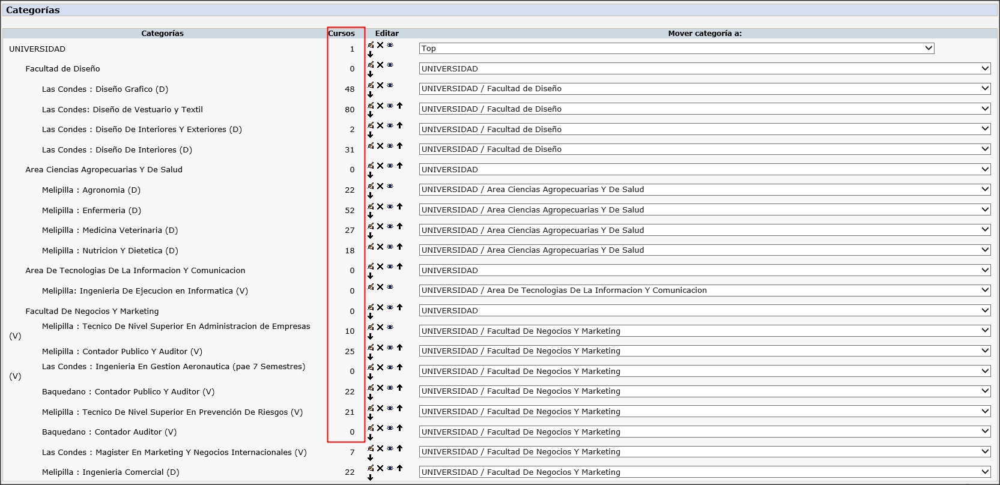 Categorías
Categorías Cursos Editar Mover categoría a:
UNIVERSIDAD 1 Top
Facultad de Diseño 0 UNIVERSIDAD
Las Condes : Diseño Grafico (D) 48 UNIVERSIDAD / Facultad de Diseño
Las Condes: Diseño de Vestuario y Textil 80 UNIVERSIDAD / Facultad de Diseño
Las Condes : Diseño De Interiores Y Exteriores (D) 2 UNIVERSIDAD / Facultad de Diseño
Las Condes : Diseño De Interiores (D) 31 UNIVERSIDAD / Facultad de Diseño
Area Ciencias Agropecuarias Y De Salud 0 UNIVERSIDAD
Melipilla : Agronomia (D) 22 UNIVERSIDAD / Area Ciencias Agropecuarias Y De Salud
Melipilla : Enfermeria (D) 52 UNIVERSIDAD / Area Ciencias Agropecuarias Y De Salud
Melipilla : Medicina Veterinaria (D) 27 UNIVERSIDAD / Area Ciencias Agropecuarias Y De Salud
Melipilla : Nutricion Y Dietetica (D) 18 UNIVERSIDAD / Area Ciencias Agropecuarias Y De Salud
Area De Tecnologias De La Informacion Y Comunicacion 0 UNIVERSIDAD
Melipilla: Ingenieria De Ejecucion en Informatica (V) 0 UNIVERSIDAD / Area De Tecnologias De La Informacion Y Comunicacion
Facultad De Negocios Y Marketing 0 UNIVERSIDAD
Melipilla : Tecnico De Nivel Superior En Administracion de Empresas
(V) 10 UNIVERSIDAD / Facultad De Negocios Y Marketing
Melipilla : Contador Publico Y Auditor (V) 25 UNIVERSIDAD / Facultad De Negocios Y Marketing
Las Condes : Ingenieria En Gestion Aeronautica (pae 7 Semestres)
(V) 0 UNIVERSIDAD / Facultad De Negocios Y Marketing
Baquedano : Contador Publico Y Auditor (V) 22 UNIVERSIDAD / Facultad De Negocios Y Marketing
Melipilla : Tecnico De Nivel Superior En Prevención De Riesgos (V) 21 UNIVERSIDAD / Facultad De Negocios Y Marketing
Baquedano : Contador Auditor (V) 0 UNIVERSIDAD / Facultad De Negocios Y Marketing
Las Condes : Magister En Marketing Y Negocios Internacionales (V) 7 UNIVERSIDAD / Facultad De Negocios Y Marketing
Melipilla : Ingenieria Comercial (D) 22 UNIVERSIDAD / Facultad De Negocios Y Marketing